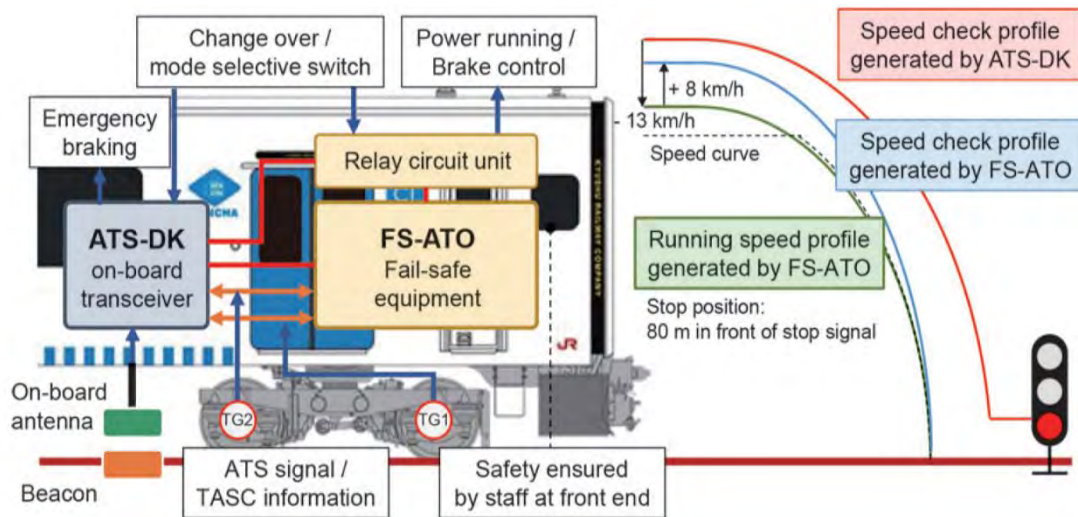 Change over /
mode selective switch
Power running /
Brake control
Speed check profile
generated by ATS-DK
+ 8 km/h
- 13 km/h
Emergency
braking
Relay circuit unit
Speed curve
Speed check profile
generated by FS-ATO
ATS-DK
on-board
transceiver
FS-ATO
Fail-safe
equipment
KYUSHU RAILWAY COMPANY
Running speed profile
generated by FS-ATO
Stop position:
80 m in front of stop signal
JR
On-board
antenna
TG2
TG1
Beacon
ATS signal /
TASC information
Safety ensured
by staff at front end